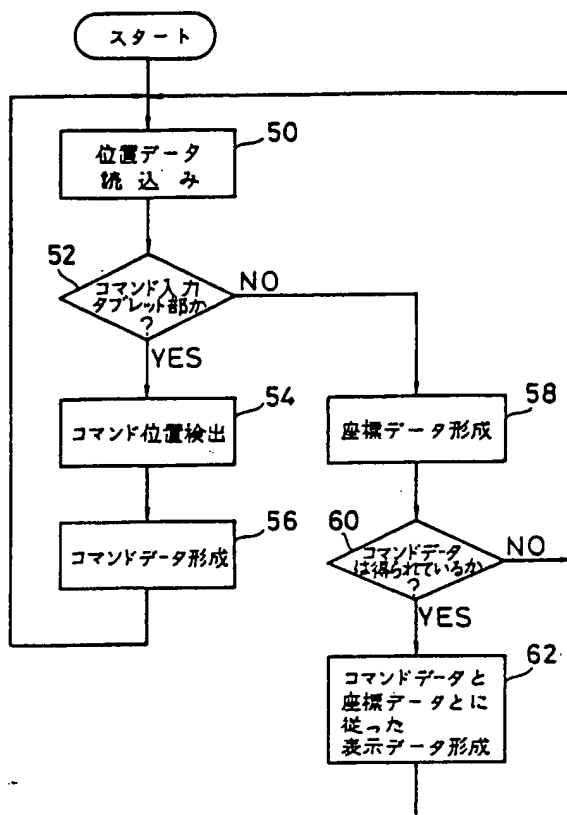 スタート
50
位置データ
読込み
52
コマンド入力
タブレット部か
?
NO
YES
54
コマンド位置検出
56
コマンドデータ形成
58
座標データ形成
60
コマンドデータ
は得られているか
?
NO
YES
62
コマンドデータと
座標データとに
従った
表示データ形成